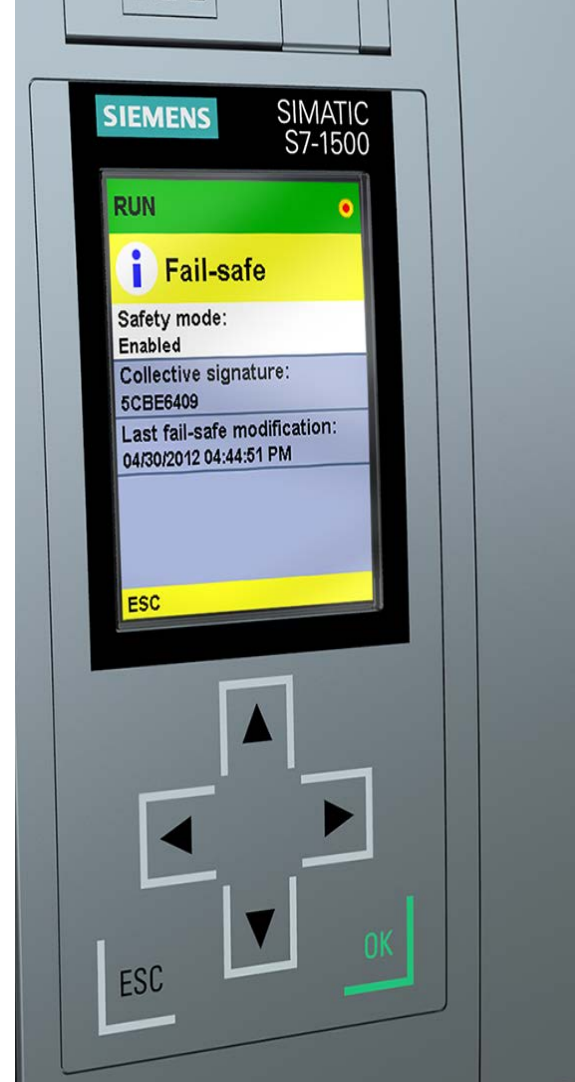 SIEMENS
SIMATIC
S7-1500
RUN
Fail-safe
Safety mode:
Enabled
Collective signature:
5CBE6409
Last fail-safe modification:
04/30/2012 04:44:51 PM
ESC
ESC
OK